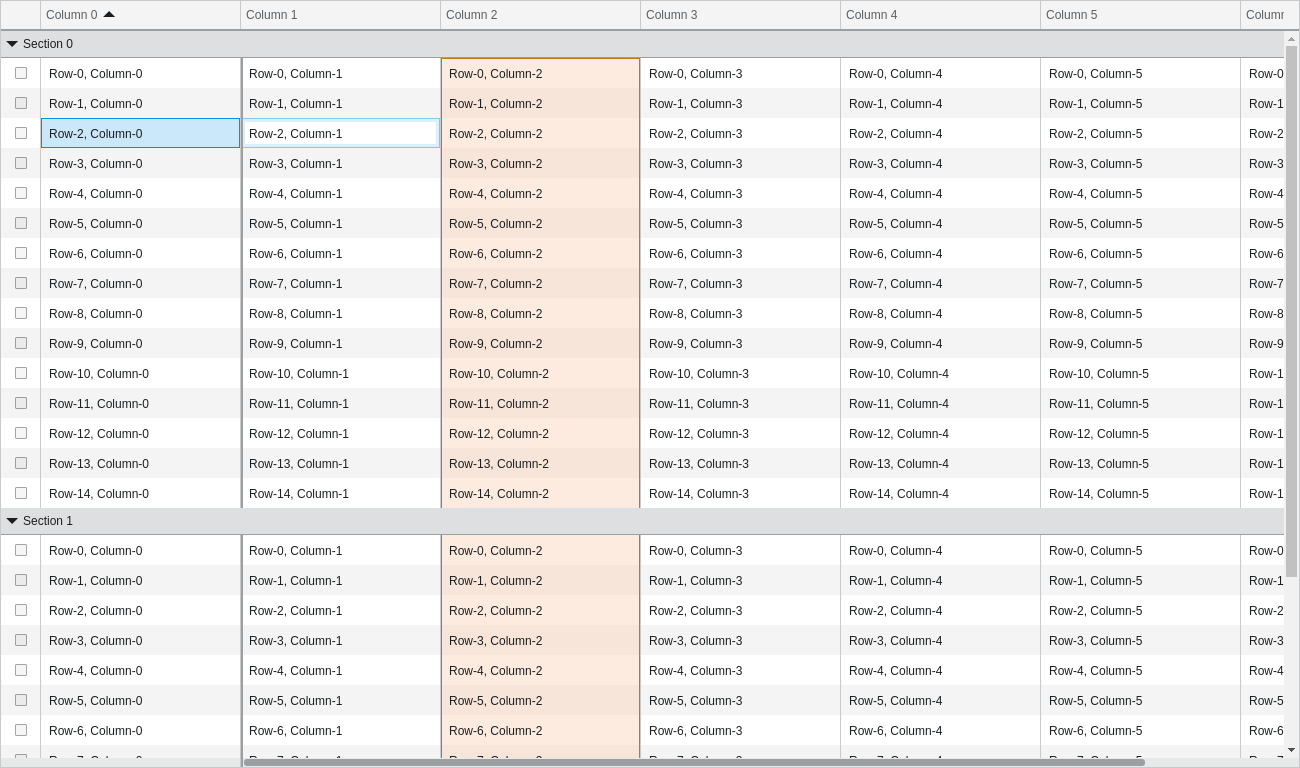 Column 0 Column 1 Column 2 Column 3 Column 4 Column 5 Column
Section 0
Row-0, Column-0 Row-0, Column-1 Row-0, Column-2 Row-0, Column-3 Row-0, Column-4 Row-0, Column-5 Row-0
Row-1, Column-0 Row-1, Column-1 Row-1, Column-2 Row-1, Column-3 Row-1, Column-4 Row-1, Column-5 Row-1
Row-2, Column-0 Row-2, Column-1 Row-2, Column-2 Row-2, Column-3 Row-2, Column-4 Row-2, Column-5 Row-2
Row-3, Column-0 Row-3, Column-1 Row-3, Column-2 Row-3, Column-3 Row-3, Column-4 Row-3, Column-5 Row-3
Row-4, Column-0 Row-4, Column-1 Row-4, Column-2 Row-4, Column-3 Row-4, Column-4 Row-4, Column-5 Row-4
Row-5, Column-0 Row-5, Column-1 Row-5, Column-2 Row-5, Column-3 Row-5, Column-4 Row-5, Column-5 Row-5
Row-6, Column-0 Row-6, Column-1 Row-6, Column-2 Row-6, Column-3 Row-6, Column-4 Row-6, Column-5 Row-6
Row-7, Column-0 Row-7, Column-1 Row-7, Column-2 Row-7, Column-3 Row-7, Column-4 Row-7, Column-5 Row-7
Row-8, Column-0 Row-8, Column-1 Row-8, Column-2 Row-8, Column-3 Row-8, Column-4 Row-8, Column-5 Row-8
Row-9, Column-0 Row-9, Column-1 Row-9, Column-2 Row-9, Column-3 Row-9, Column-4 Row-9, Column-5 Row-9
Row-10, Column-0 Row-10, Column-1 Row-10, Column-2 Row-10, Column-3 Row-10, Column-4 Row-10, Column-5 Row-1
Row-11, Column-0 Row-11, Column-1 Row-11, Column-2 Row-11, Column-3 Row-11, Column-4 Row-11, Column-5 Row-1
Row-12, Column-0 Row-12, Column-1 Row-12, Column-2 Row-12, Column-3 Row-12, Column-4 Row-12, Column-5 Row-1
Row-13, Column-0 Row-13, Column-1 Row-13, Column-2 Row-13, Column-3 Row-13, Column-4 Row-13, Column-5 Row-1
Row-14, Column-0 Row-14, Column-1 Row-14, Column-2 Row-14, Column-3 Row-14, Column-4 Row-14, Column-5 Row-1
Section 1
Row-0, Column-0 Row-0, Column-1 Row-0, Column-2 Row-0, Column-3 Row-0, Column-4 Row-0, Column-5 Row-0
Row-1, Column-0 Row-1, Column-1 Row-1, Column-2 Row-1, Column-3 Row-1, Column-4 Row-1, Column-5 Row-1
Row-2, Column-0 Row-2, Column-1 Row-2, Column-2 Row-2, Column-3 Row-2, Column-4 Row-2, Column-5 Row-2
Row-3, Column-0 Row-3, Column-1 Row-3, Column-2 Row-3, Column-3 Row-3, Column-4 Row-3, Column-5 Row-3
Row-4, Column-0 Row-4, Column-1 Row-4, Column-2 Row-4, Column-3 Row-4, Column-4 Row-4, Column-5 Row-4
Row-5, Column-0 Row-5, Column-1 Row-5, Column-2 Row-5, Column-3 Row-5, Column-4 Row-5, Column-5 Row-5
Row-6, Column-0 Row-6, Column-1 Row-6, Column-2 Row-6, Column-3 Row-6, Column-4 Row-6, Column-5 Row-6